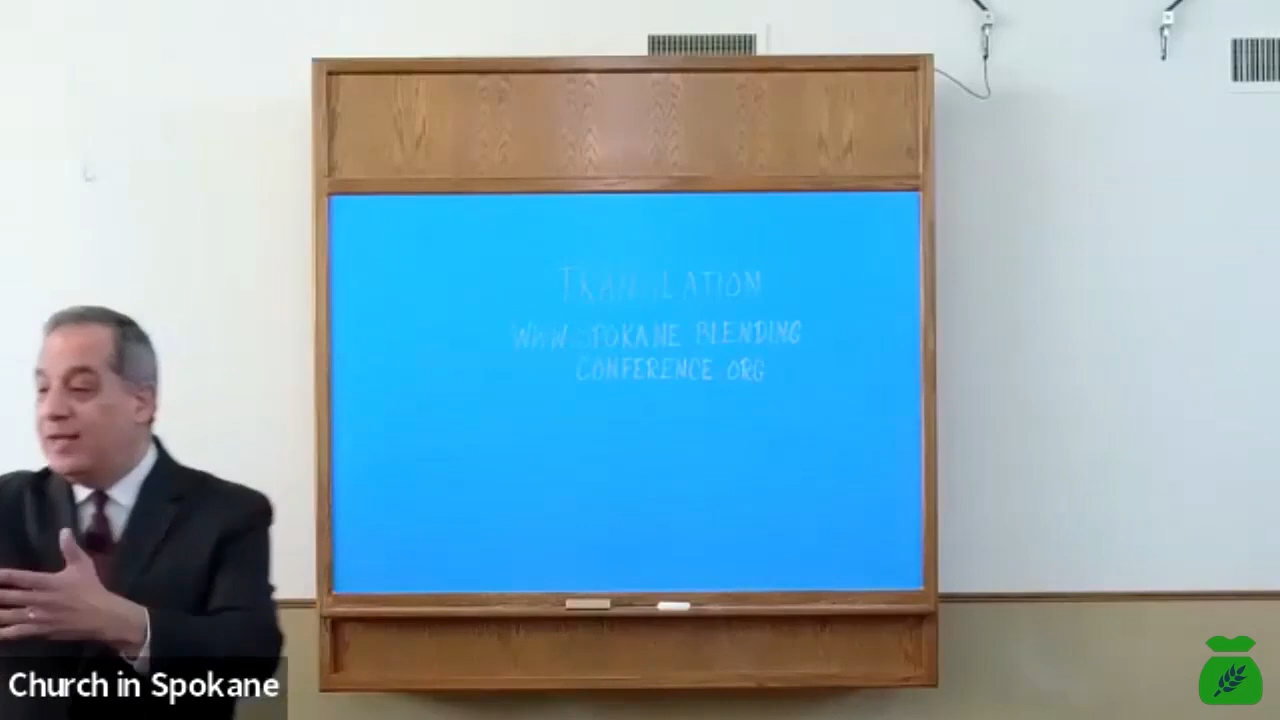 TRANSLATION
WWW.SPOKANE BLENDING
CONFERENCE.ORG
Church in Spokane